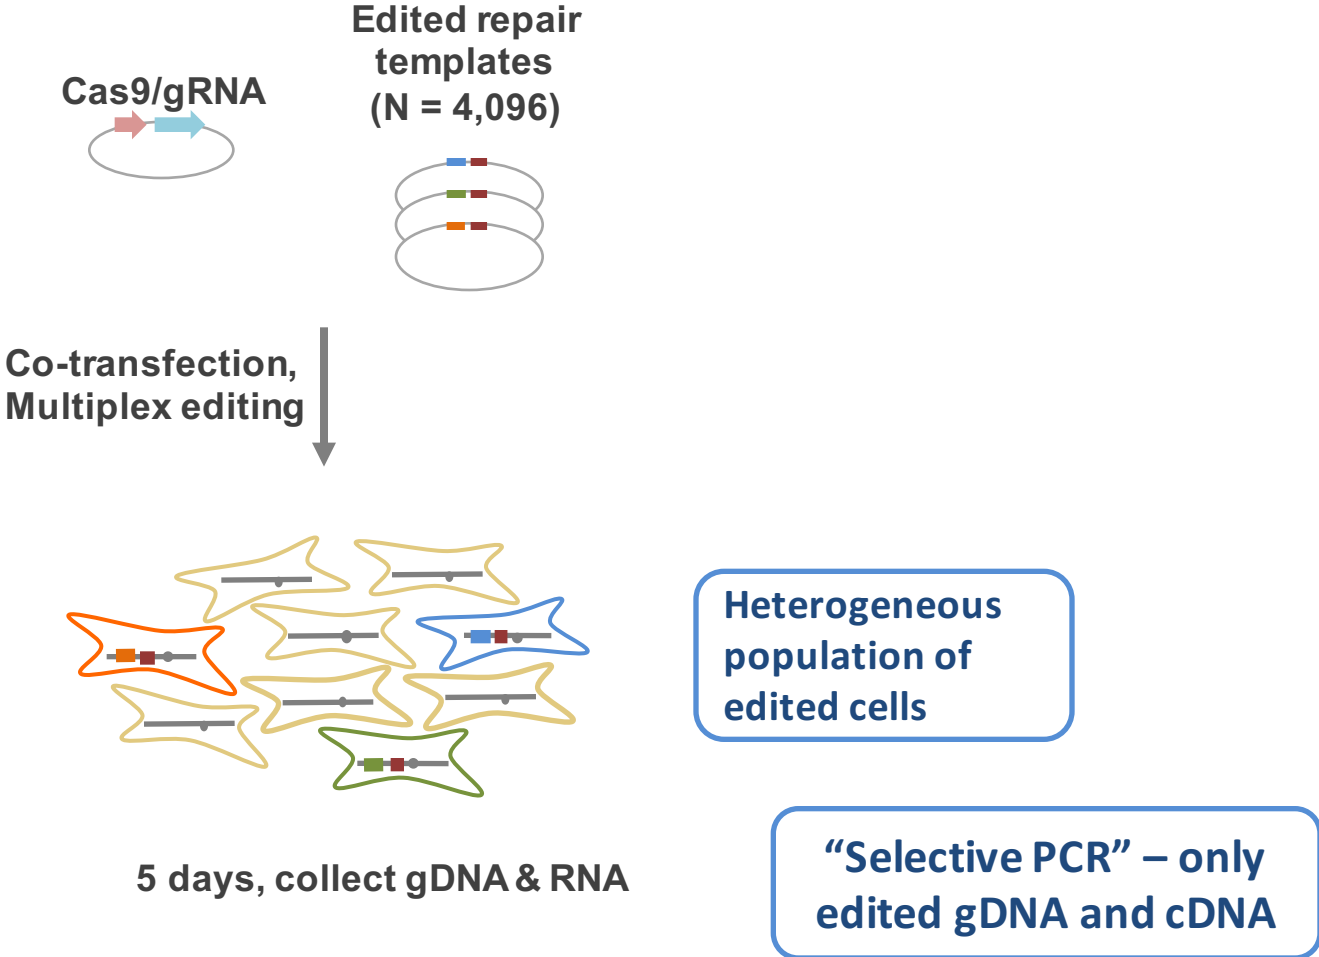 Edited repair
templates
(N = 4,096)
Cas9/gRNA
Co-transfection,
Multiplex editing
Heterogeneous
population of
edited cells
5 days, collect gDNA & RNA
“Selective PCR” – only
edited gDNA and cDNA